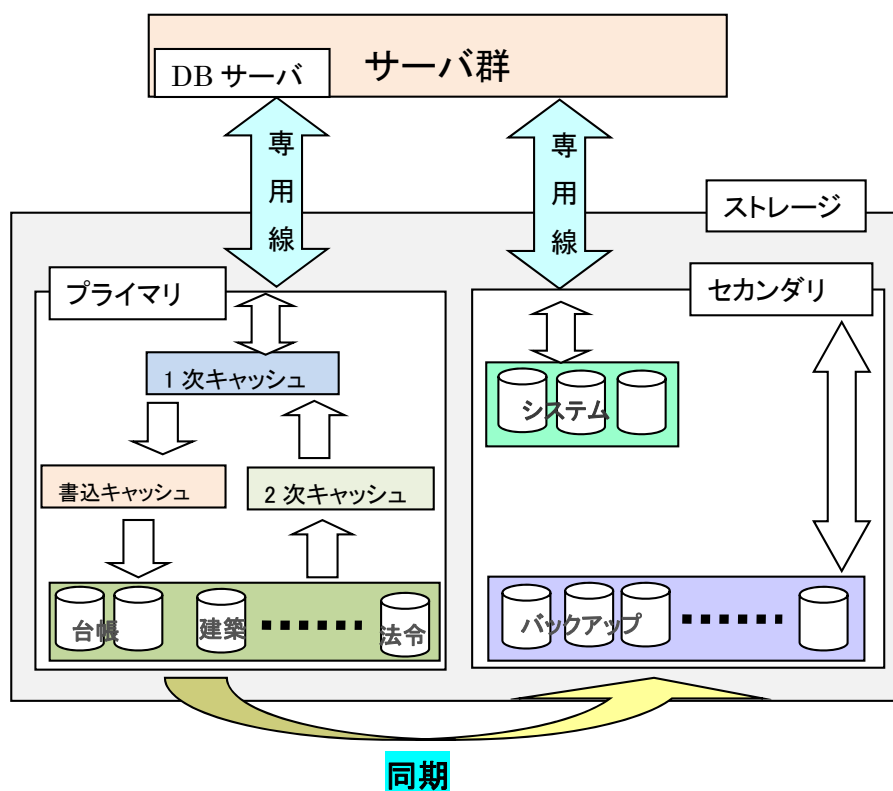 サーバ群
DB サーバ
専用線
専用線
ストレージ
プライマリ
セカンダリ
1 次キャッシュ
システム
書込キャッシュ
2 次キャッシュ
台帳
建築
法令
バックアップ
同期